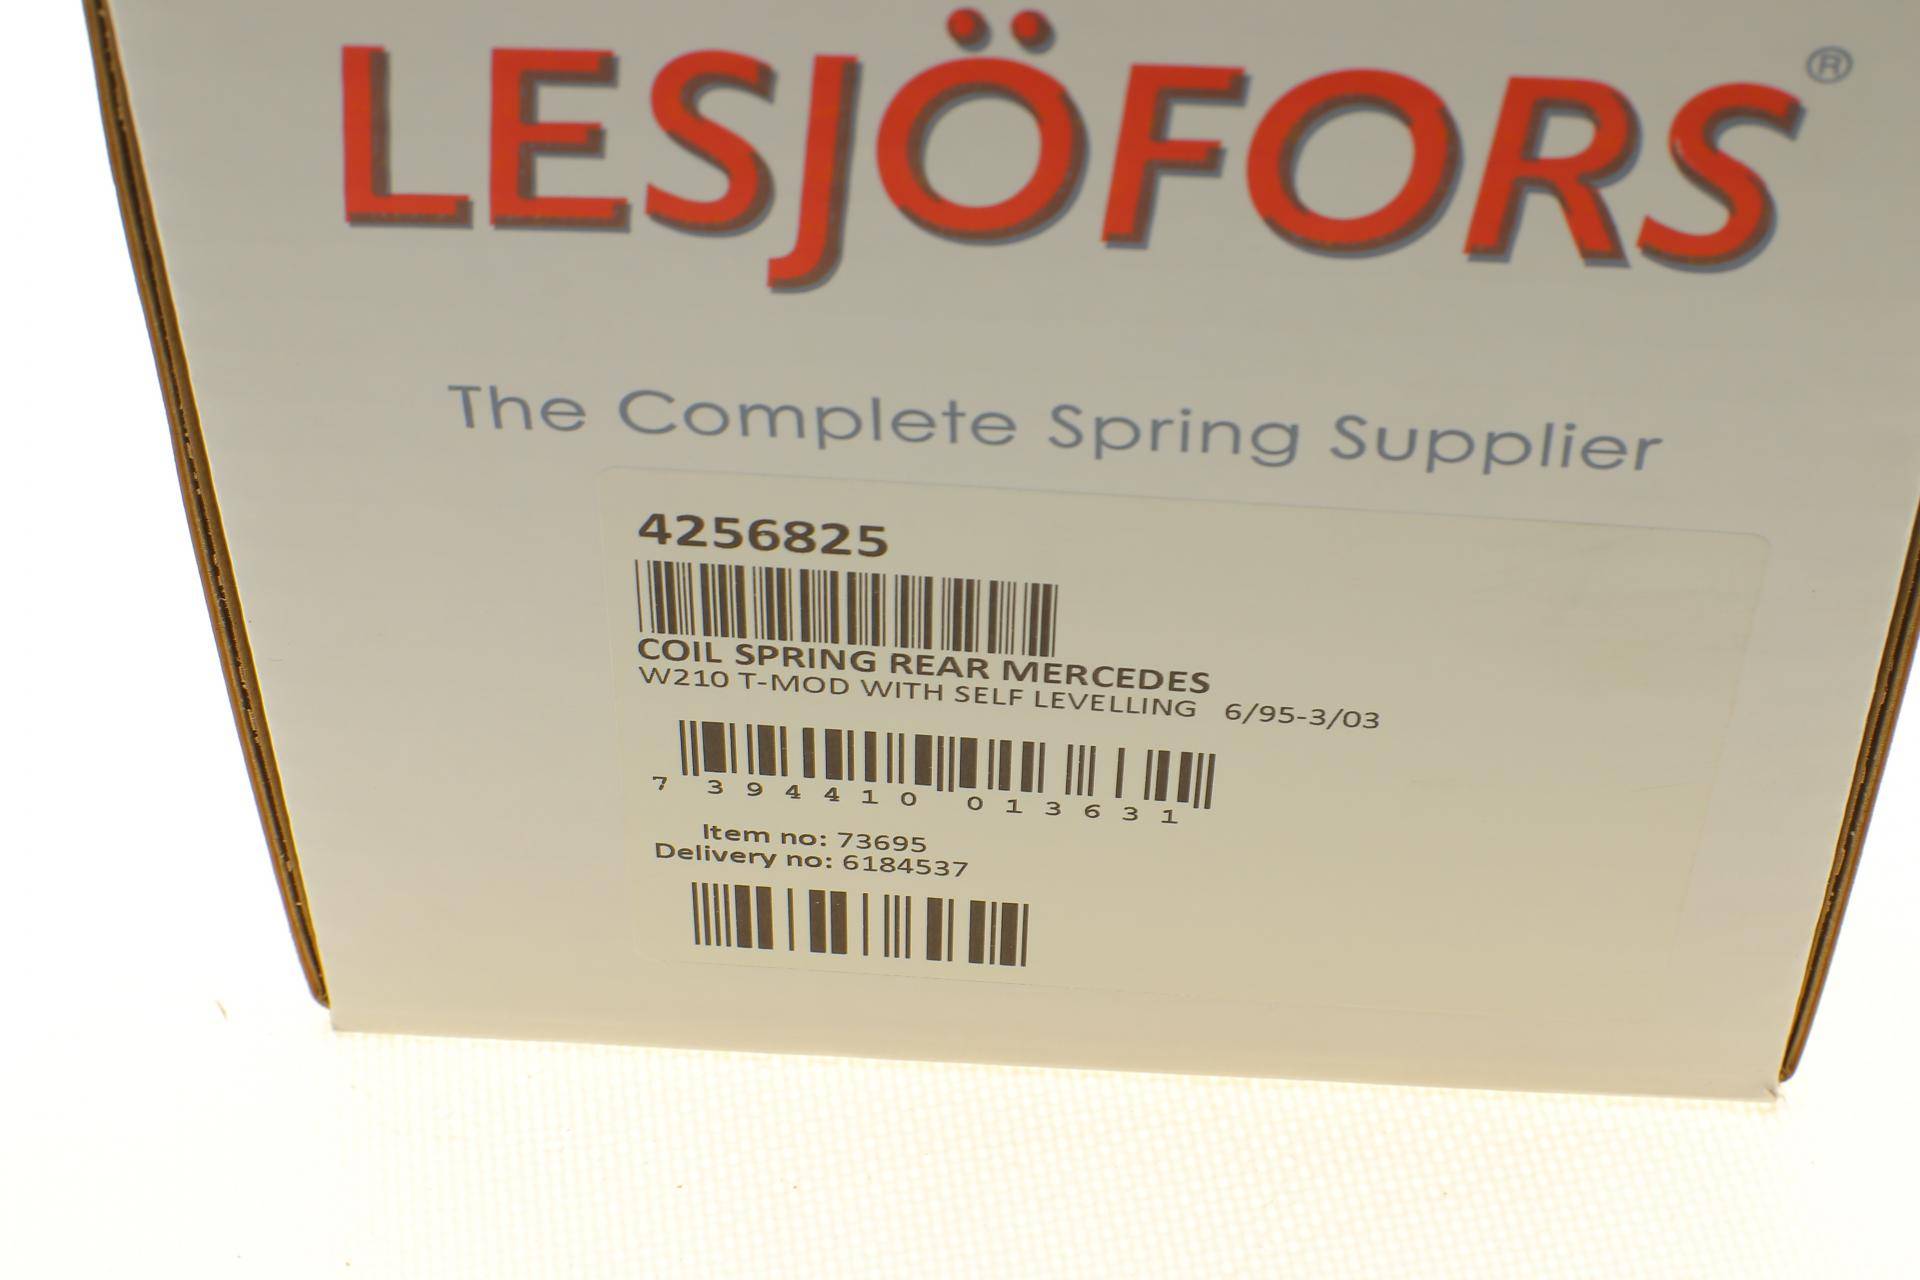 LESJÖFORS®
The Complete Spring Supplier
4256825
COIL SPRING REAR MERCEDES
W210 T-MOD WITH SELF LEVELLING 6/95-3/03
7 394410 013631
Item no: 73695
Delivery no: 6184537